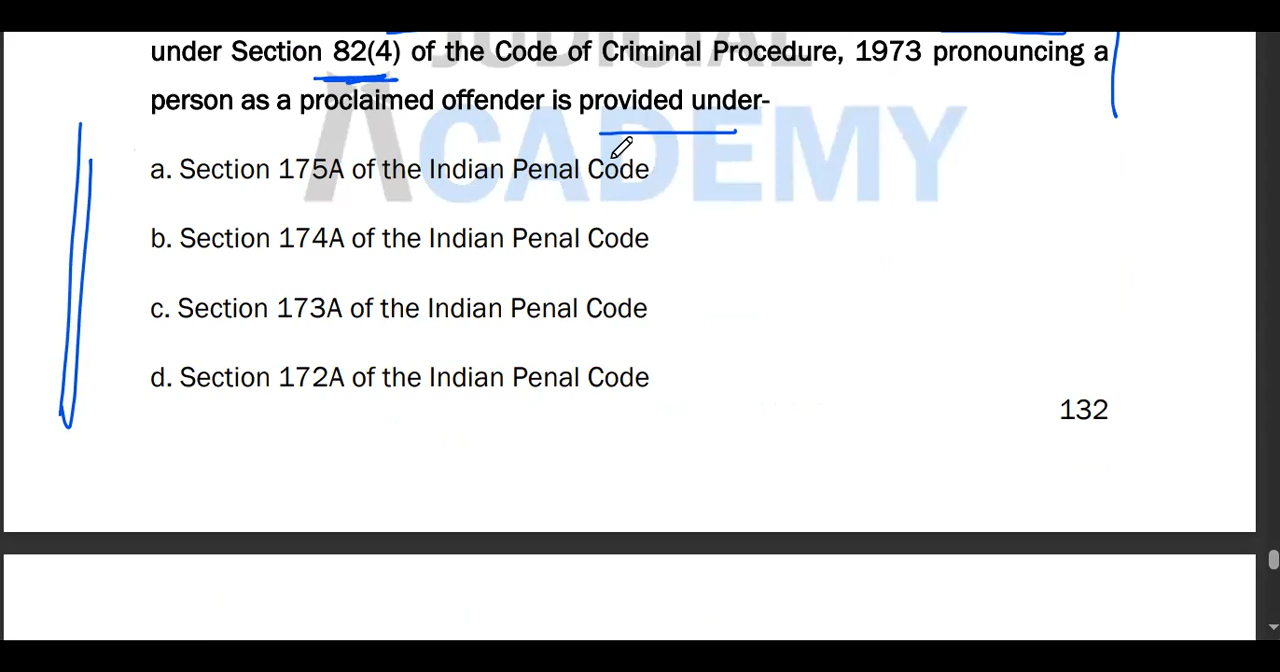 JUDICIAL
under Section 82(4) of the Code of Criminal Procedure, 1973 pronouncing a
person as a proclaimed offender is provided under-
ACADEMY
a. Section 175A of the Indian Penal Code
b. Section 174A of the Indian Penal Code
c. Section 173A of the Indian Penal Code
d. Section 172A of the Indian Penal Code
132